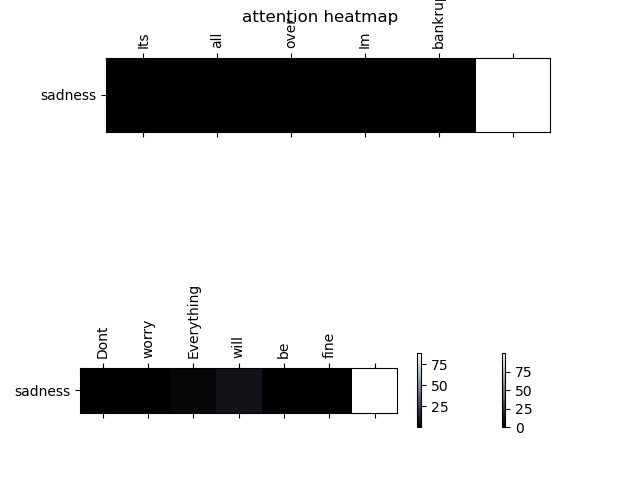 attention heatmap
Its all over Im
sadness
Dont worry Everything will be fine
sadness
75 50 25
75 50 25 0